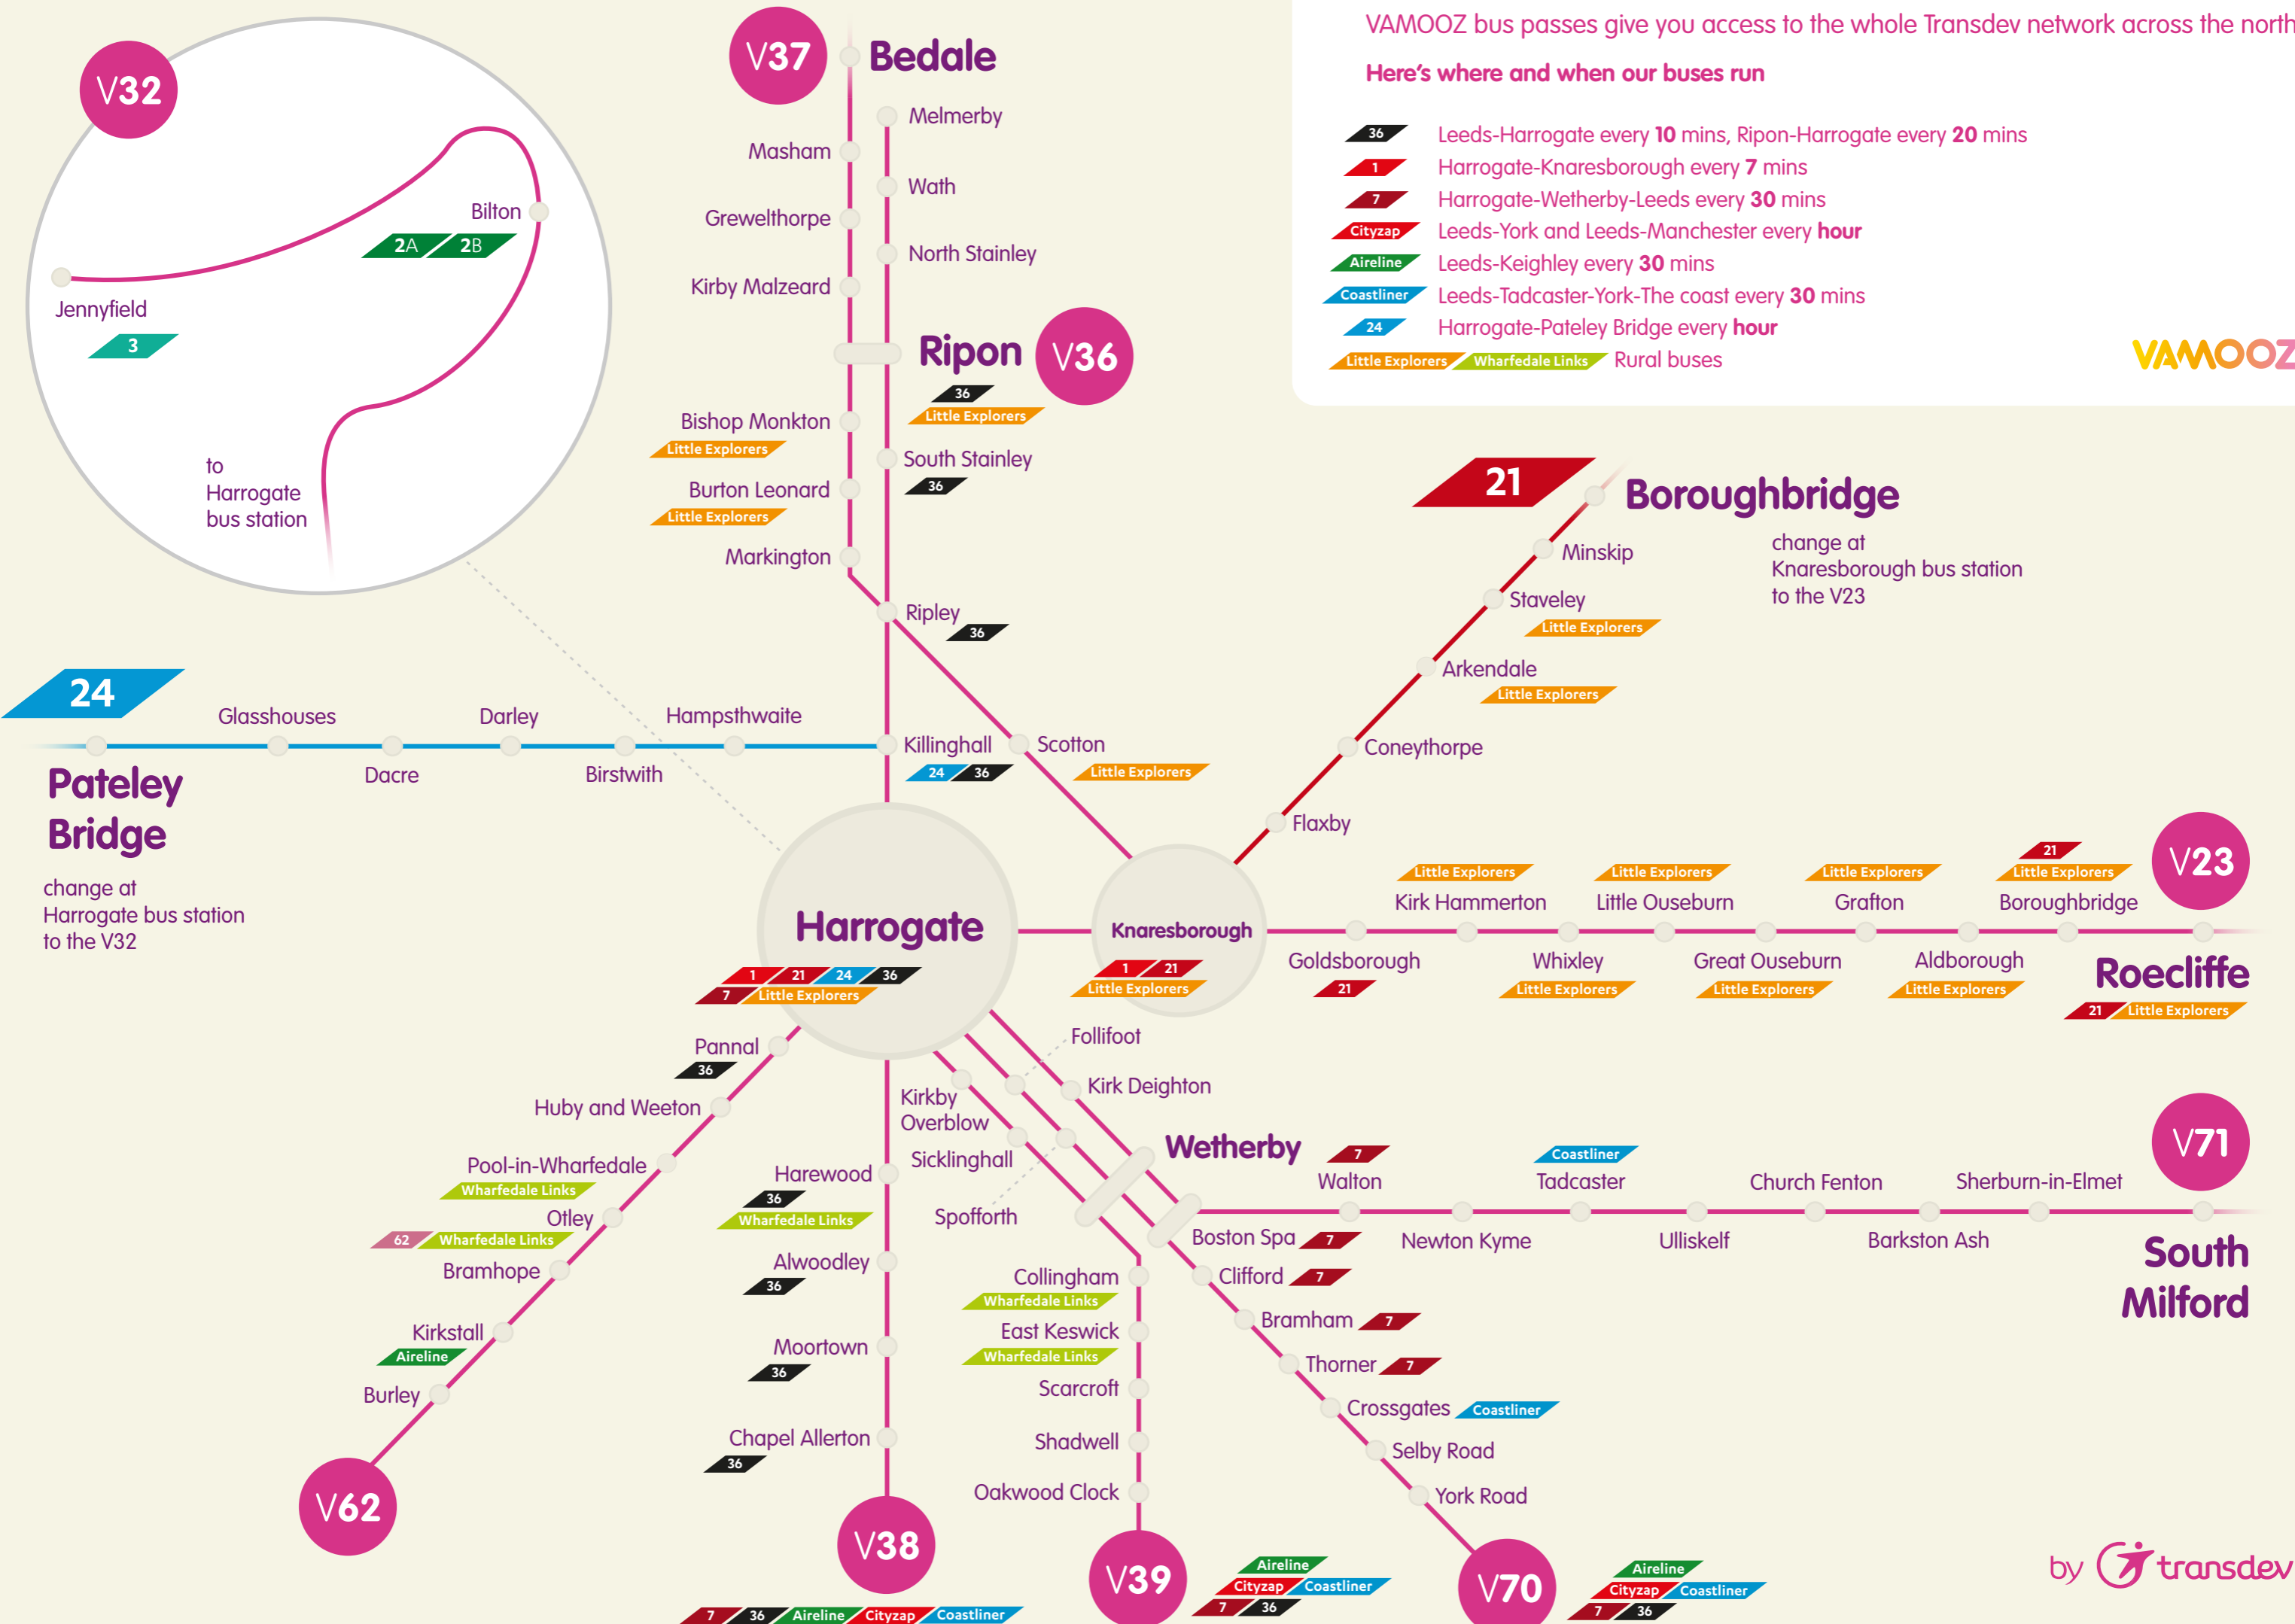 VAMOOZ bus passes give you access to the whole Transdev network across the north
Here's where and when our buses run
36 Leeds-Harrogate every 10 mins, Ripon-Harrogate every 20 mins
1 Harrogate-Knaresborough every 7 mins
7 Harrogate-Wetherby-Leeds every 30 mins
Cityzap Leeds-York and Leeds-Manchester every hour
Aireline Leeds-Keighley every 30 mins
Coastliner Leeds-Tadcaster-York-The coast every 30 mins
24 Harrogate-Pateley Bridge every hour
Little Explorers Wharfedale Links Rural buses
VAMOOZ
V32
Bilton
2A 2B
Jennyfield
3
to
Harrogate
bus station
V37
Bedale
Melmerby
Masham
Wath
Grewelthorpe
North Stainley
Kirby Malzeard
Ripon
V36
36
Little Explorers
Bishop Monkton
Little Explorers
South Stainley
36
Burton Leonard
Little Explorers
Markington
Ripley
36
21
Boroughbridge
change at
Knaresborough bus station
to the V23
Minskip
Staveley
Little Explorers
Arkendale
Little Explorers
Coneythorpe
Flaxby
24
Glasshouses
Darley
Hampsthwaite
Killinghall
24 36
Scotton
Little Explorers
Dacre
Birstwith
Pateley
Bridge
change at
Harrogate bus station
to the V32
Harrogate
1 21 24 36
7 Little Explorers
Knaresborough
1 21
Little Explorers
Little Explorers
Kirk Hammerton
Little Explorers
Little Ouseburn
Little Explorers
Grafton
21
Little Explorers
Boroughbridge
V23
Goldsborough
21
Whixley
Little Explorers
Great Ouseburn
Little Explorers
Aldborough
Little Explorers
Roecliffe
21 Little Explorers
Pannal
36
Huby and Weeton
Pool-in-Wharfedale
Wharfedale Links
Otley
62 Wharfedale Links
Bramhope
Kirkstall
Aireline
Burley
V62
Harewood
36
Wharfedale Links
Alwoodley
36
Moortown
36
Chapel Allerton
36
V38
7 36 Aireline Cityzap Coastliner
Follifoot
Kirk Deighton
Kirkby
Overblow
Sicklinghall
Spofforth
Wetherby
Collingham
Wharfedale Links
East Keswick
Wharfedale Links
Scarcroft
Shadwell
Oakwood Clock
V39
Aireline
Cityzap Coastliner
7 36
7
Walton
Coastliner
Tadcaster
Church Fenton
Sherburn-in-Elmet
V71
Boston Spa 7
Newton Kyme
Ulliskelf
Barkston Ash
South
Milford
Clifford 7
Bramham 7
Thorner 7
Crossgates Coastliner
Selby Road
York Road
V70
Aireline
Cityzap Coastliner
7 36
by transdev